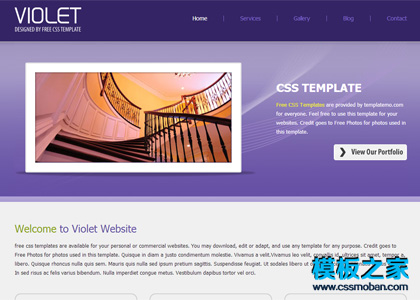 VIOLET
DESIGNED BY FREE CSS TEMPLATE
Home | Services | Gallery | Blog | Contact
CSS TEMPLATE
Free CSS Templates are provided by templatemo.com
for everyone. Feel free to use this template for your
websites. Credit goes to Free Photos for photos used in
this template.
View Our Portfolio
Welcome to Violet Website
free css templates are available for your personal or commercial websites. You may download, edit or adapt, and use any template for any purpose. Credit goes to
Free Photos for photos used in this template. Quisque in diam a justo condimentum molestie. Vivamus a velit.Vivamus leo velit, convallis id, ultrices sit amet, tempor a,
libero. Quisque rhoncus nulla quis sem. Mauris quis nulla sed ipsum pretium sagittis. Suspendisse feugiat. Ut sodales libero ut
In sed risus ac felis varius bibendum. Nulla imperdiet congue metus. Vestibulum dapibus tortor vel orci.
模板之家
www.cssmoban.com